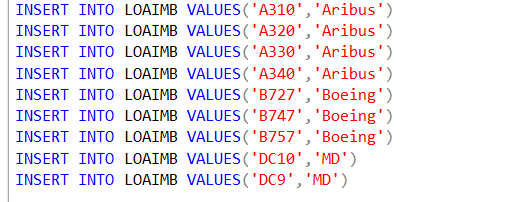 INSERT INTO LOAIMB VALUES('A310','Aribus')
INSERT INTO LOAIMB VALUES('A320','Aribus')
INSERT INTO LOAIMB VALUES('A330','Aribus')
INSERT INTO LOAIMB VALUES('A340','Aribus')
INSERT INTO LOAIMB VALUES('B727','Boeing')
INSERT INTO LOAIMB VALUES('B747','Boeing')
INSERT INTO LOAIMB VALUES('B757','Boeing')
INSERT INTO LOAIMB VALUES('DC10','MD')
INSERT INTO LOAIMB VALUES('DC9','MD')